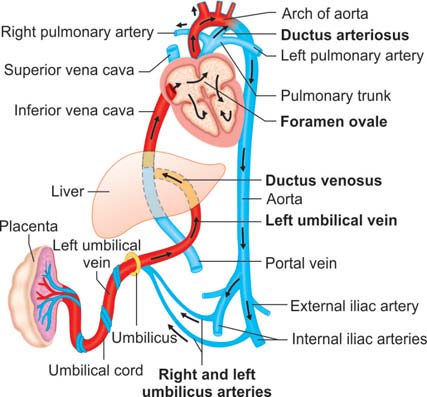 Arch of aorta
Right pulmonary artery
Ductus arteriosus
Left pulmonary artery
Superior vena cava
Pulmonary trunk
Inferior vena cava
Foramen ovale
Liver
Ductus venosus
Aorta
Left umbilical vein
Placenta
Left umbilical
vein
Portal vein
External iliac artery
Umbilicus
Internal iliac arteries
Umbilical cord
Right and left
umbilicus arteries